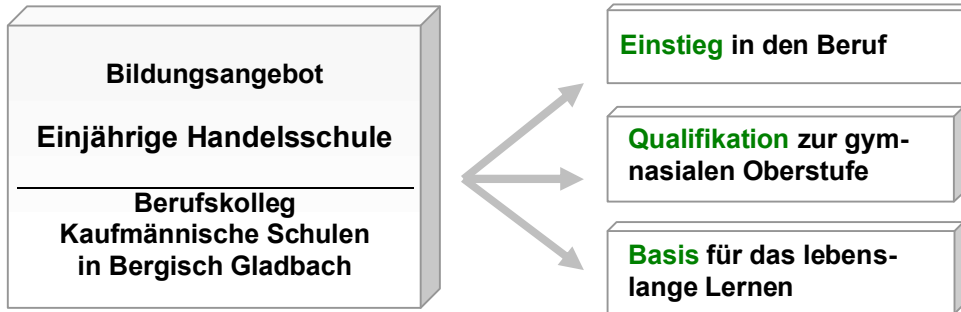 Bildungsangebot
Einjährige Handelsschule
Berufskolleg
Kaufmännische Schulen
in Bergisch Gladbach
Einstieg in den Beruf
Qualifikation zur gym-
nasialen Oberstufe
Basis für das lebens-
lange Lernen